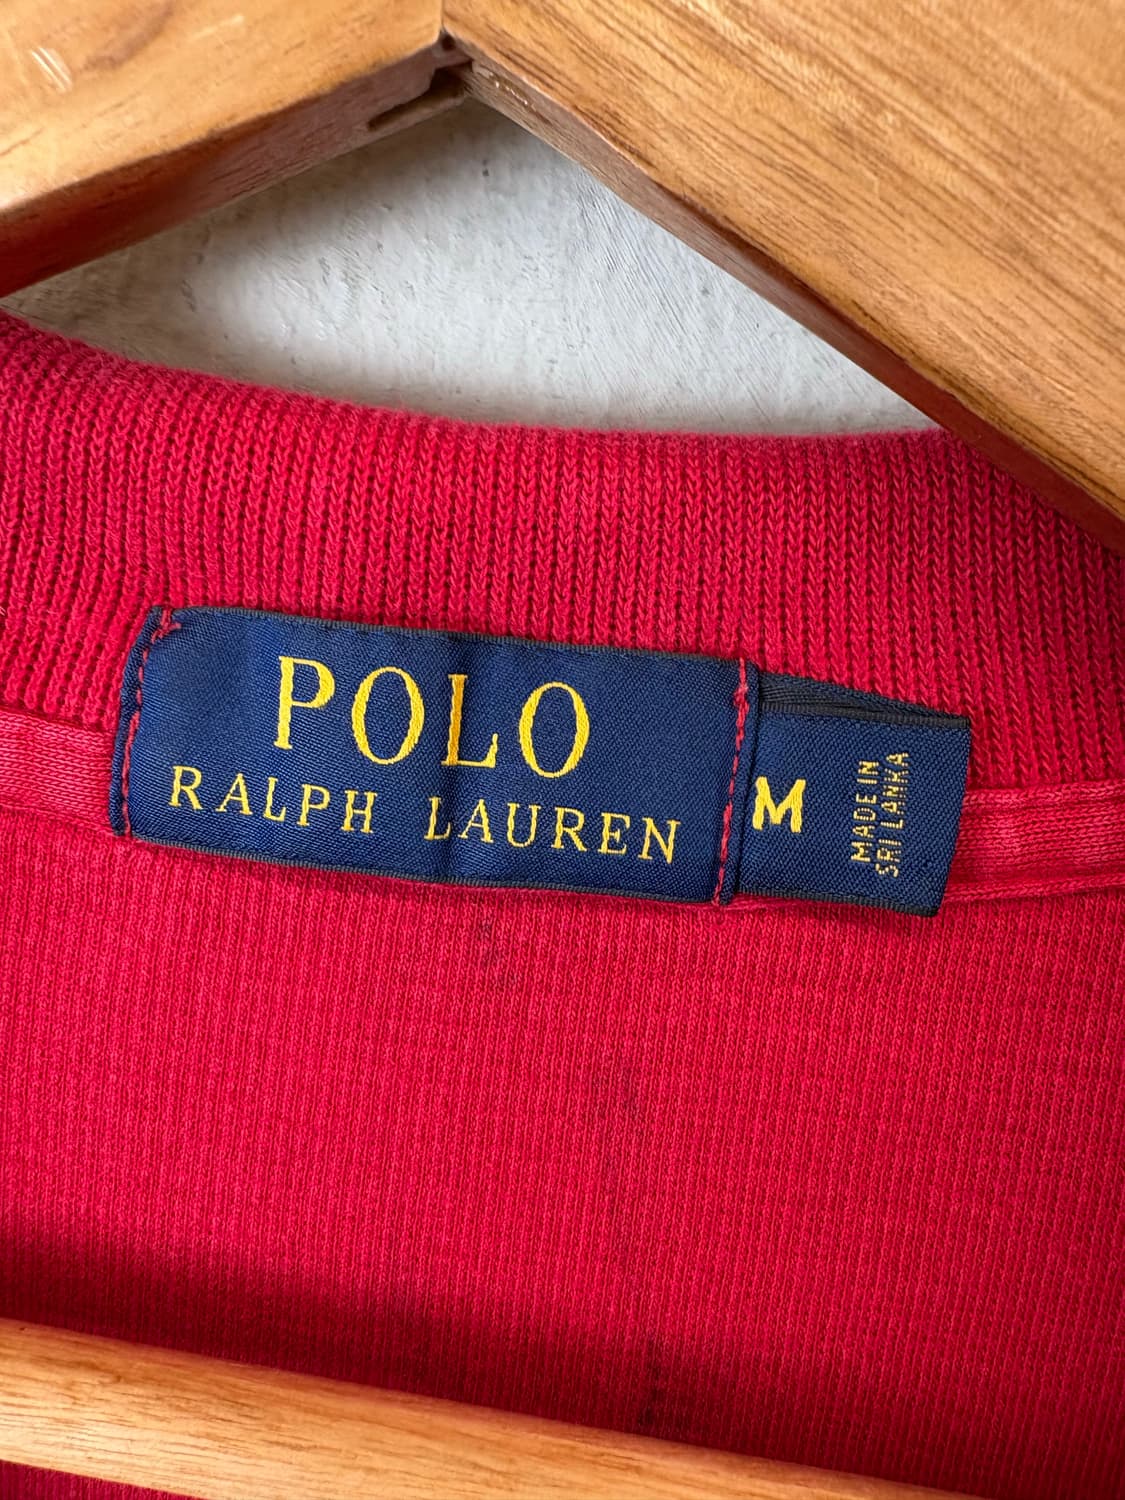 POLO
RALPH LAUREN
M
MADE IN
SRI LANKA